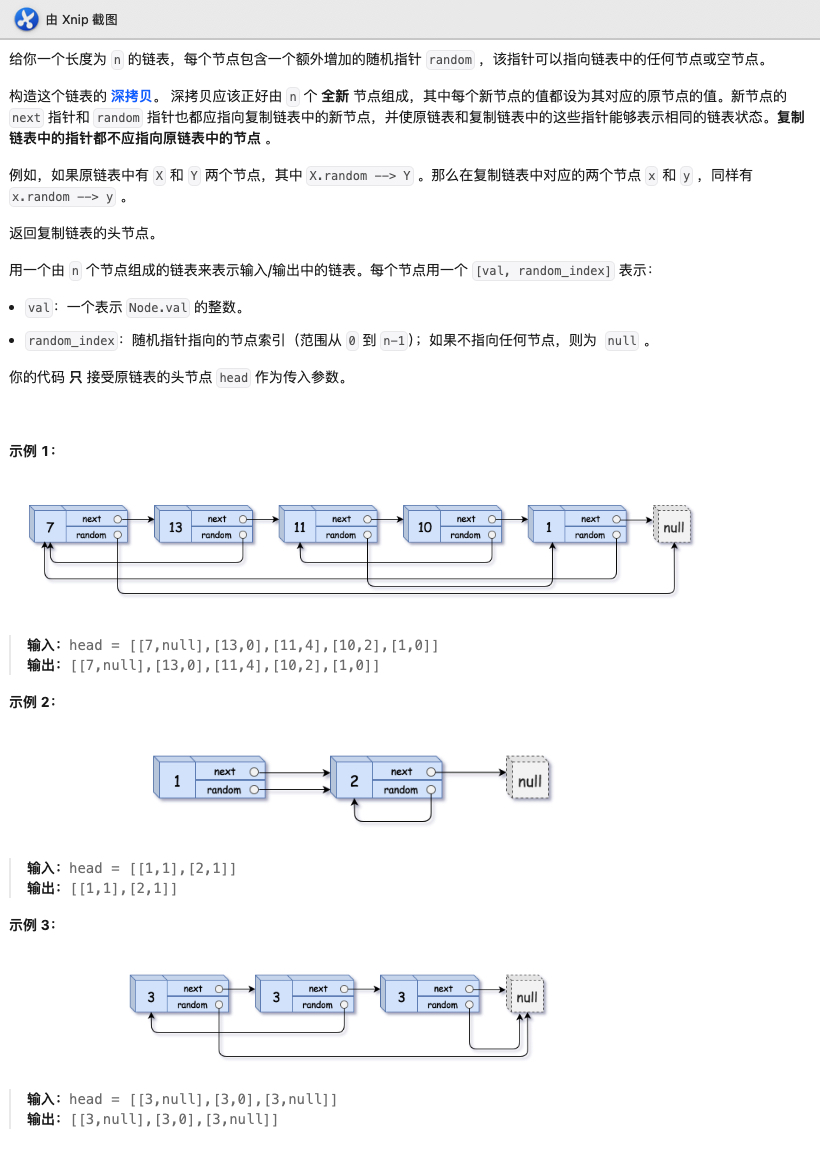 由 Xnip 截图
给你一个长度为 n 的链表，每个节点包含一个额外增加的随机指针 random ，该指针可以指向链表中的任何节点或空节点。
构造这个链表的 深拷贝。 深拷贝应该正好由 n 个 全新 节点组成，其中每个新节点的值都设为其对应的原节点的值。新节点的
next 指针和 random 指针也都应指向复制链表中的新节点，并使原链表和复制链表中的这些指针能够表示相同的链表状态。复制
链表中的指针都不应指向原链表中的节点 。
例如，如果原链表中有 X 和 Y 两个节点，其中 X.random --> Y 。那么在复制链表中对应的两个节点 x 和 y ，同样有
x.random --> y 。
返回复制链表的头节点。
用一个由 n 个节点组成的链表来表示输入/输出中的链表。每个节点用一个 [val, random_index] 表示：
• val：一个表示 Node.val 的整数。
• random_index：随机指针指向的节点索引（范围从 0 到 n-1）；如果不指向任何节点，则为 null 。
你的代码 只 接受原链表的头节点 head 作为传入参数。
示例 1：
7 next random 13 next random 11 next random 10 next random 1 next random null
输入：head = [[7,null],[13,0],[11,4],[10,2],[1,0]]
输出：[[7,null],[13,0],[11,4],[10,2],[1,0]]
示例 2：
1 next random 2 next random null
输入：head = [[1,1],[2,1]]
输出：[[1,1],[2,1]]
示例 3：
3 next random 3 next random 3 next random null
输入：head = [[3,null],[3,0],[3,null]]
输出：[[3,null],[3,0],[3,null]]